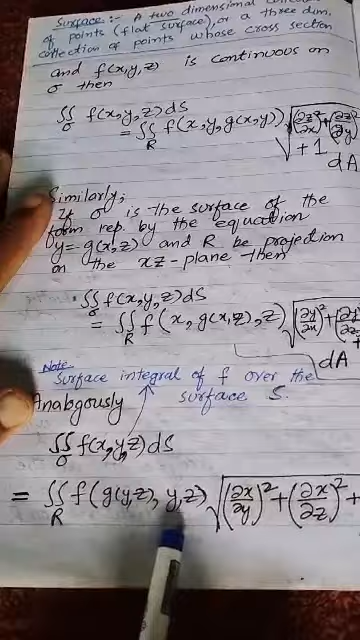 Surface:- A two dimensional
of points (flat surface), or a three dim.
collection of points whose cross section
and f(x,y,z) is continuous on
σ then
∬σ f(x,y,z) dS
= ∬R f(x,y,g(x,y)) √(∂z/∂x)²+(∂z/∂y)²
+1 dA
Similarly;
If σ is the surface of the
form rep. by the equation
y=g(x,z) and R be projection
on the xz-plane then
∬σ f(x,y,z) dS
= ∬R f(x, g(x,z), z) √(∂y/∂x)²+(∂y/∂z)²+
dA
Note
Surface integral of f over the
surface S.
Analogously
∬σ f(x,y,z) dS
= ∬R f(g(y,z), y,z) √(∂x/∂y)²+(∂x/∂z)²+